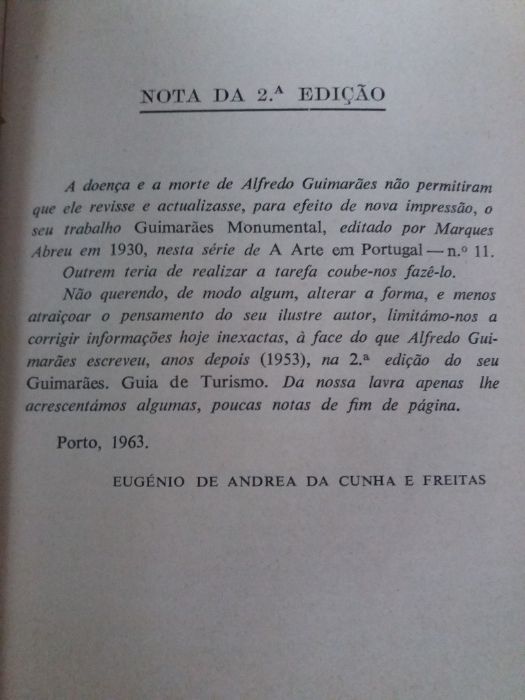 NOTA DA 2.ª EDIÇÃO
A doença e a morte de Alfredo Guimarães não permitiram
que ele revisse e actualizasse, para efeito de nova impressão, o
seu trabalho Guimarães Monumental, editado por Marques
Abreu em 1930, nesta série de A Arte em Portugal — n.º 11.
Outrem teria de realizar a tarefa coube-nos fazê-lo.
Não querendo, de modo algum, alterar a forma, e menos
atraiçoar o pensamento do seu ilustre autor, limitámo-nos a
corrigir informações hoje inexactas, à face do que Alfredo Gui-
marães escreveu, anos depois (1953), na 2.ª edição do seu
Guimarães. Guia de Turismo. Da nossa lavra apenas lhe
acrescentámos algumas, poucas notas de fim de página.
Porto, 1963.
EUGÉNIO DE ANDREA DA CUNHA E FREITAS